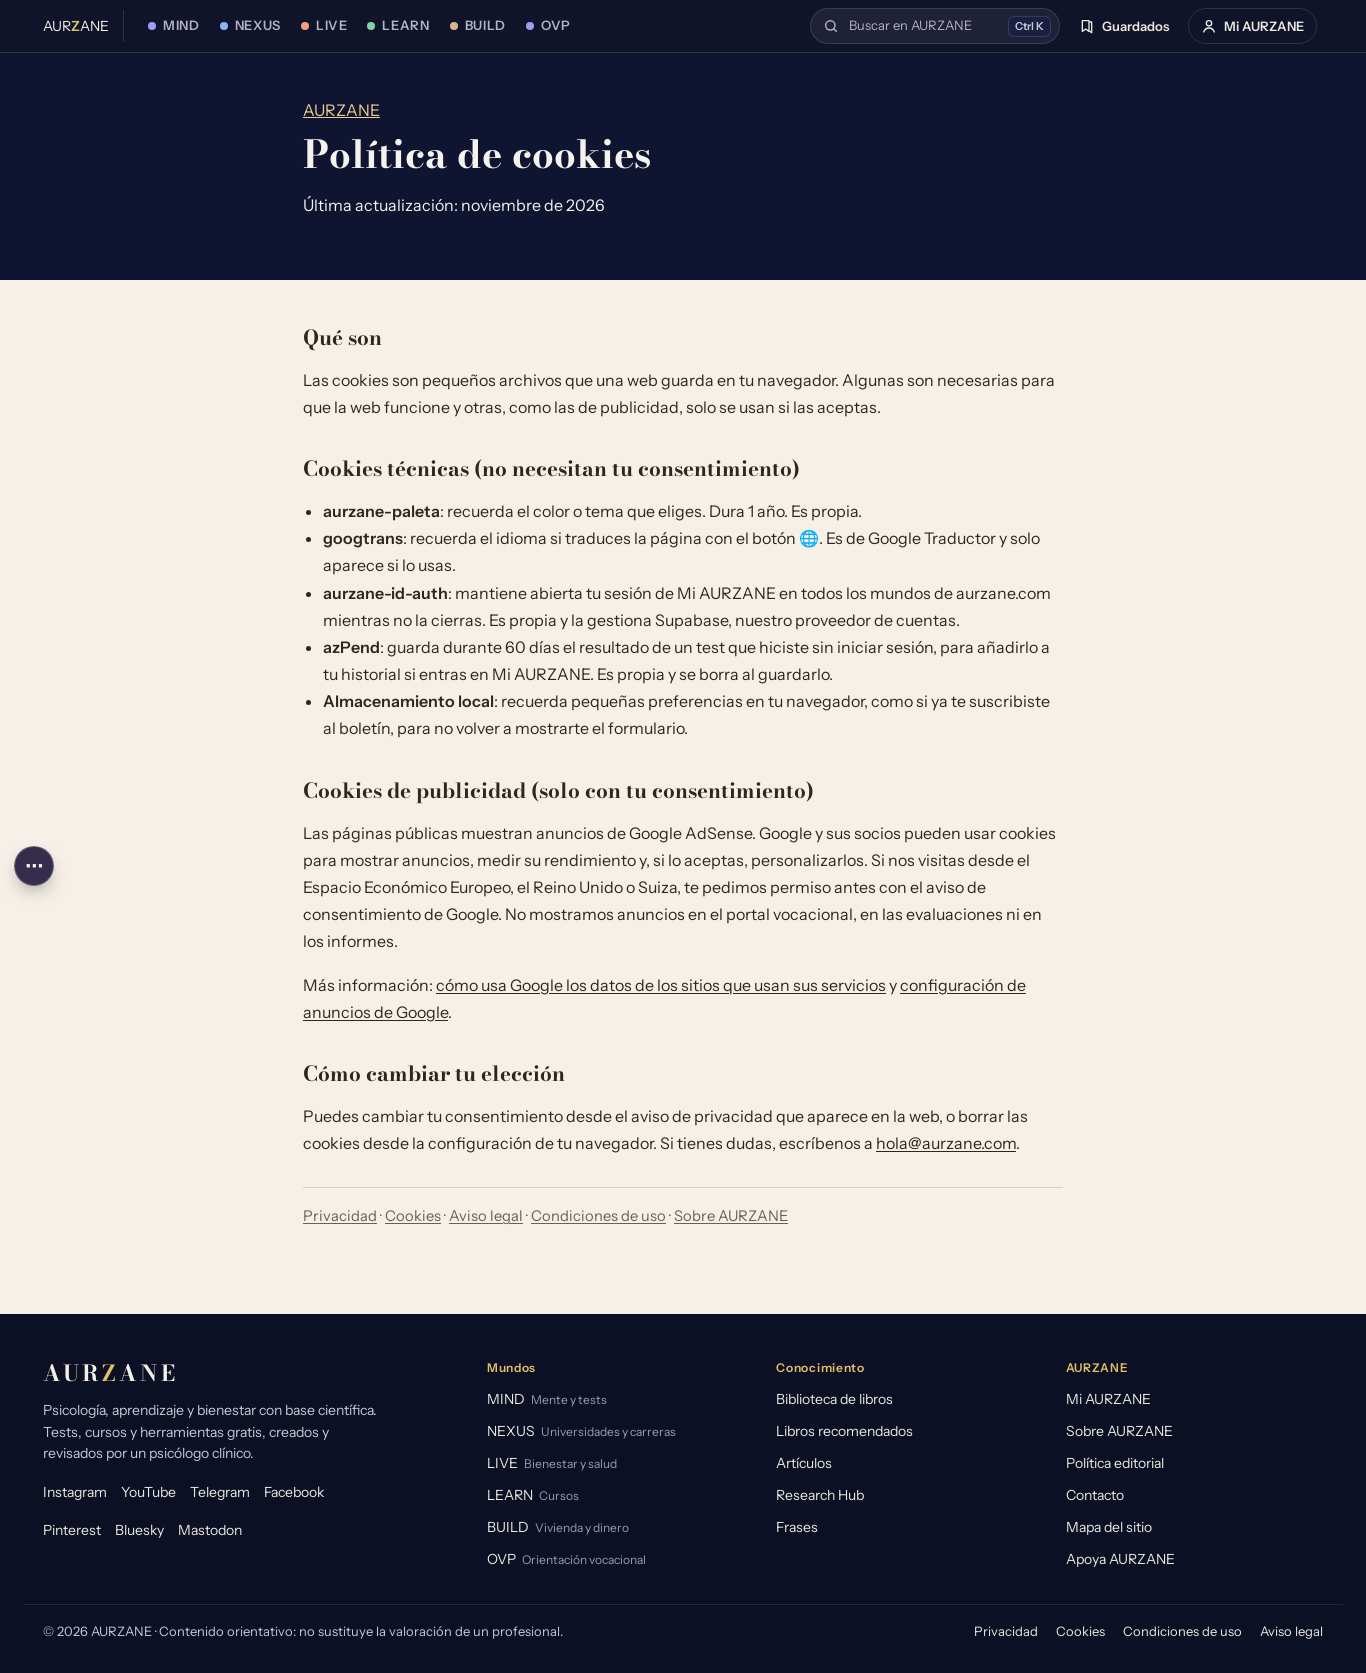 AURZANE
MIND
NEXUS
LIVE
LEARN
BUILD
OVP
Buscar en AURZANE
Ctrl K
Guardados
Mi AURZANE
AURZANE
Política de cookies
Última actualización: noviembre de 2026
Qué son
Las cookies son pequeños archivos que una web guarda en tu navegador. Algunas son necesarias para
que la web funcione y otras, como las de publicidad, solo se usan si las aceptas.
Cookies técnicas (no necesitan tu consentimiento)
• aurzane-paleta: recuerda el color o tema que eliges. Dura 1 año. Es propia.
• googtrans: recuerda el idioma si traduces la página con el botón 🌐. Es de Google Traductor y solo
aparece si lo usas.
• aurzane-id-auth: mantiene abierta tu sesión de Mi AURZANE en todos los mundos de aurzane.com
mientras no la cierras. Es propia y la gestiona Supabase, nuestro proveedor de cuentas.
• azPend: guarda durante 60 días el resultado de un test que hiciste sin iniciar sesión, para añadirlo a
tu historial si entras en Mi AURZANE. Es propia y se borra al guardarlo.
• Almacenamiento local: recuerda pequeñas preferencias en tu navegador, como si ya te suscribiste
al boletín, para no volver a mostrarte el formulario.
Cookies de publicidad (solo con tu consentimiento)
Las páginas públicas muestran anuncios de Google AdSense. Google y sus socios pueden usar cookies
para mostrar anuncios, medir su rendimiento y, si lo aceptas, personalizarlos. Si nos visitas desde el
Espacio Económico Europeo, el Reino Unido o Suiza, te pedimos permiso antes con el aviso de
consentimiento de Google. No mostramos anuncios en el portal vocacional, en las evaluaciones ni en
los informes.
Más información: cómo usa Google los datos de los sitios que usan sus servicios y configuración de
anuncios de Google.
Cómo cambiar tu elección
Puedes cambiar tu consentimiento desde el aviso de privacidad que aparece en la web, o borrar las
cookies desde la configuración de tu navegador. Si tienes dudas, escríbenos a hola@aurzane.com.
Privacidad · Cookies · Aviso legal · Condiciones de uso · Sobre AURZANE
AURZANE
Psicología, aprendizaje y bienestar con base científica.
Tests, cursos y herramientas gratis, creados y
revisados por un psicólogo clínico.
Instagram YouTube Telegram Facebook
Pinterest Bluesky Mastodon
Mundos
MIND Mente y tests
NEXUS Universidades y carreras
LIVE Bienestar y salud
LEARN Cursos
BUILD Vivienda y dinero
OVP Orientación vocacional
Conocimiento
Biblioteca de libros
Libros recomendados
Artículos
Research Hub
Frases
AURZANE
Mi AURZANE
Sobre AURZANE
Política editorial
Contacto
Mapa del sitio
Apoya AURZANE
© 2026 AURZANE · Contenido orientativo: no sustituye la valoración de un profesional.
Privacidad Cookies Condiciones de uso Aviso legal